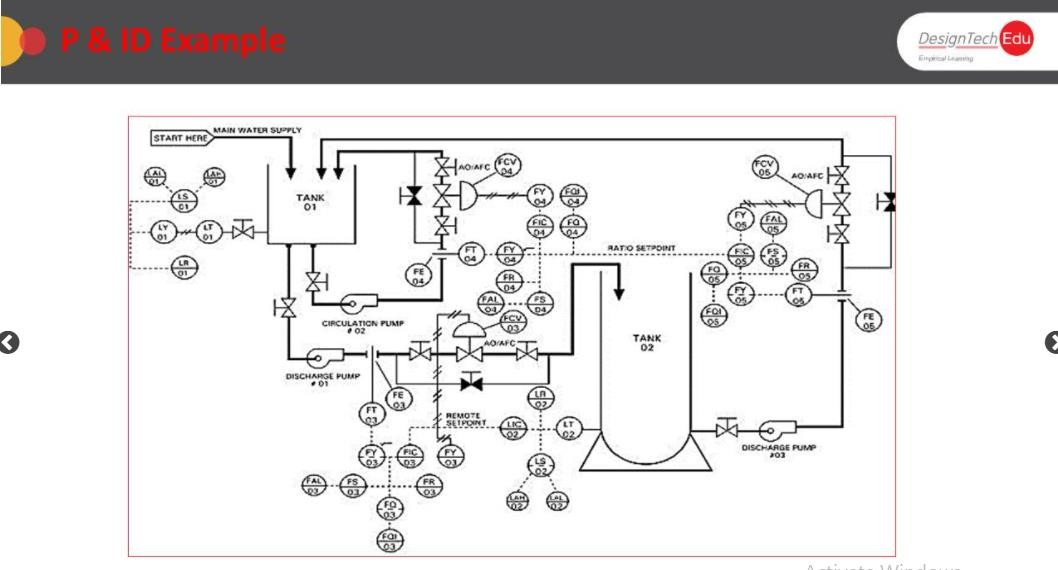 P & ID Example
DesignTech Edu
Empirical Learning
START HERE
MAIN WATER SUPPLY
LAL
01
LAH
01
LS
01
LY
01
LT
01
LR
01
TANK
01
AO/AFC
FCV
04
FY
04
FQI
04
FIC
04
FQ
04
FT
04
FY
04
FE
04
FR
04
FAL
04
FS
04
RATIO SETPOINT
FCV
05
AO/AFC
FY
05
FAL
05
FIC
05
FS
05
FQ
05
FR
05
FY
05
FT
05
FQI
05
FE
05
CIRCULATION PUMP
# 02
FCV
03
AO/AFC
DISCHARGE PUMP
# 01
TANK
02
FE
03
FT
03
LR
02
REMOTE
SETPOINT
LIC
02
LT
02
DISCHARGE PUMP
#03
FY
03
FIC
03
FY
03
LS
02
FAL
03
FS
03
FR
03
LAH
02
LAL
02
FQ
03
FQI
03
Activate Windows